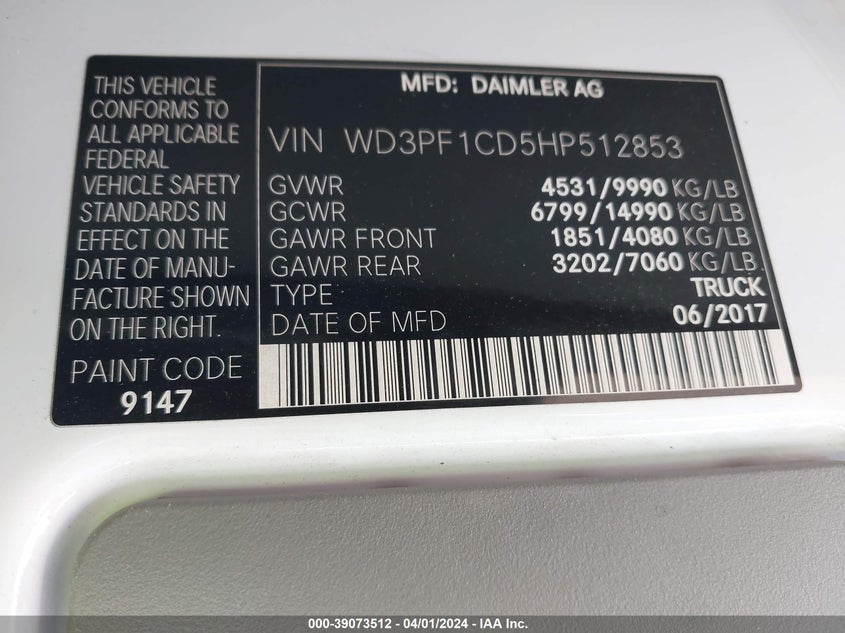 THIS VEHICLE
CONFORMS TO
ALL APPLICABLE
FEDERAL
VEHICLE SAFETY
STANDARDS IN
EFFECT ON THE
DATE OF MANU-
FACTURE SHOWN
ON THE RIGHT.
PAINT CODE
9147
MFD: DAIMLER AG
VIN WD3PF1CD5HP512853
GVWR 4531/9990 KG/LB
GCWR 6799/14990 KG/LB
GAWR FRONT 1851/4080 KG/LB
GAWR REAR 3202/7060 KG/LB
TYPE TRUCK
DATE OF MFD 06/2017
000-39073512 - 04/01/2024 - IAA Inc.